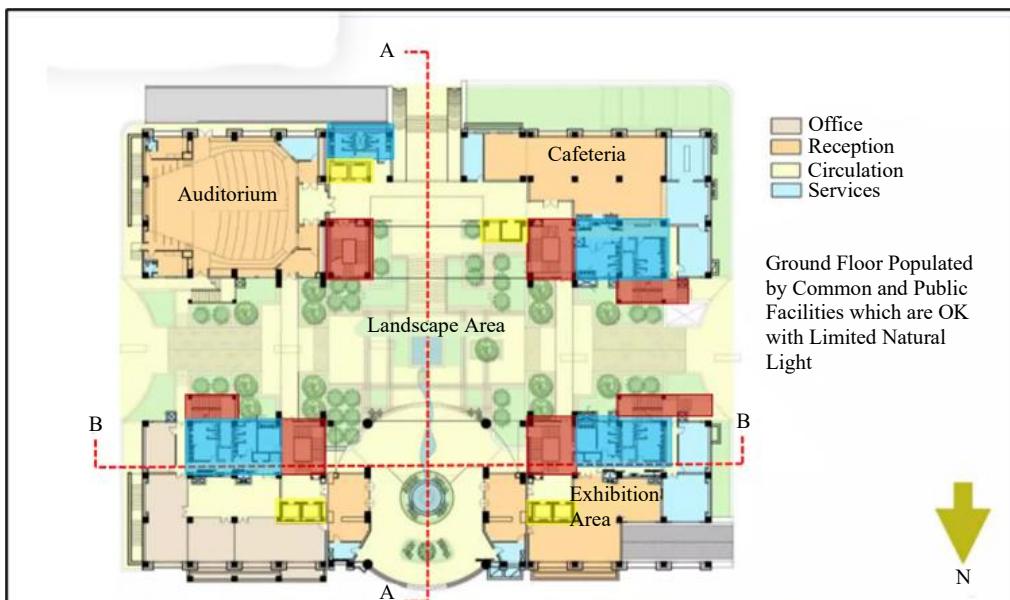 A
Office
Reception
Circulation
Services
Cafeteria
Auditorium
Ground Floor Populated
by Common and Public
Facilities which are OK
with Limited Natural
Light
Landscape Area
B
B
Exhibition
Area
N
A